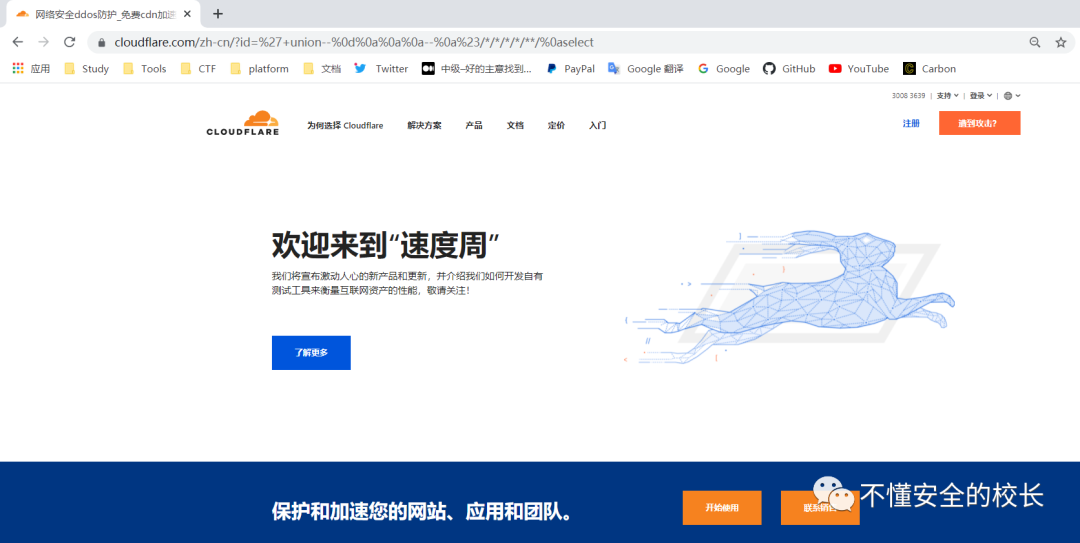 网络安全ddos防护_免费cdn加速
cloudflare.com/zh-cn/?id=%27+union--%0d%0a%0a%0a--%0a%23/*/*/*/*/**/%0aselect
应用 Study Tools CTF platform 文档 Twitter 中级–好的主意找到... PayPal Google 翻译 Google GitHub YouTube Carbon
3008 3639 | 支持 | 登录 |
CLOUDFLARE 为何选择 Cloudflare 解决方案 产品 文档 定价 入门 注册 遭到攻击?
欢迎来到“速度周”
我们将宣布激动人心的新产品和更新，并介绍我们如何开发自有
测试工具来衡量互联网资产的性能，敬请关注！
了解更多
保护和加速您的网站、应用和团队。 开始使用 联系销售
不懂安全的校长